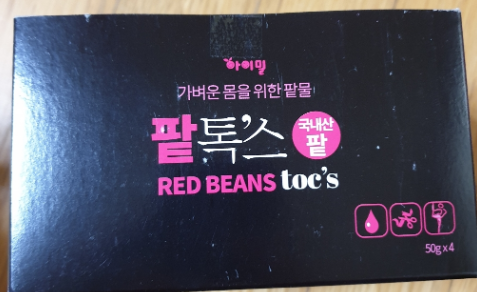 아이밀
가벼운 몸을 위한 팥물
팥톡's스
국내산
팥
RED BEANS toc's
50g x 4